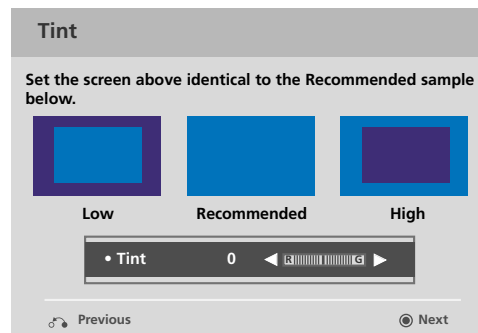 Tint
Set the screen above identical to the Recommended sample
below.
Low Recommended High
• Tint 0 R G
Previous Next